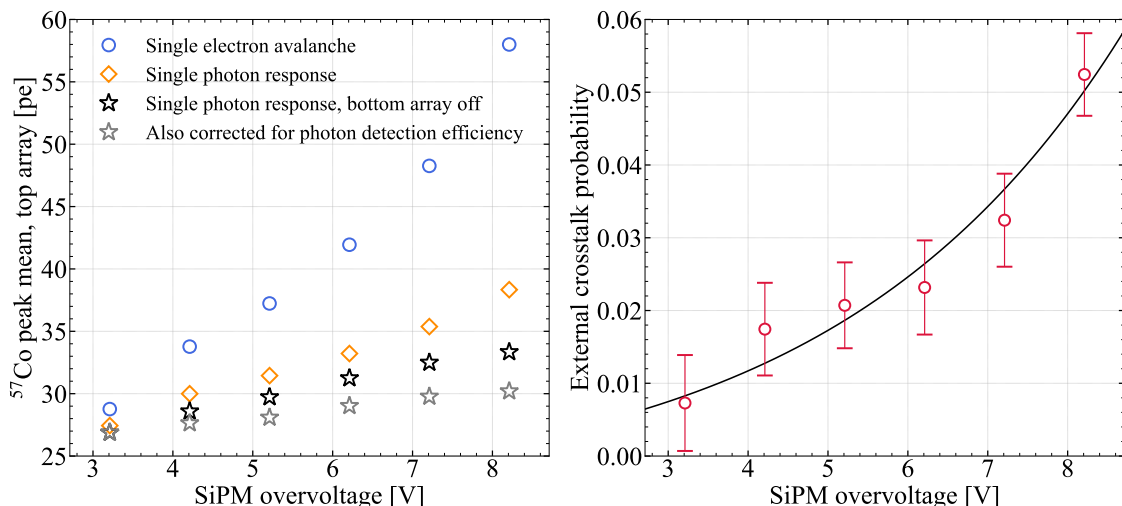 60
55
50
45
40
35
30
25
⁵⁷Co peak mean, top array [pe]
Single electron avalanche
Single photon response
Single photon response, bottom array off
Also corrected for photon detection efficiency
3 4 5 6 7 8
SiPM overvoltage [V]
0.06
0.05
0.04
0.03
0.02
0.01
0.00
External crosstalk probability
3 4 5 6 7 8
SiPM overvoltage [V]